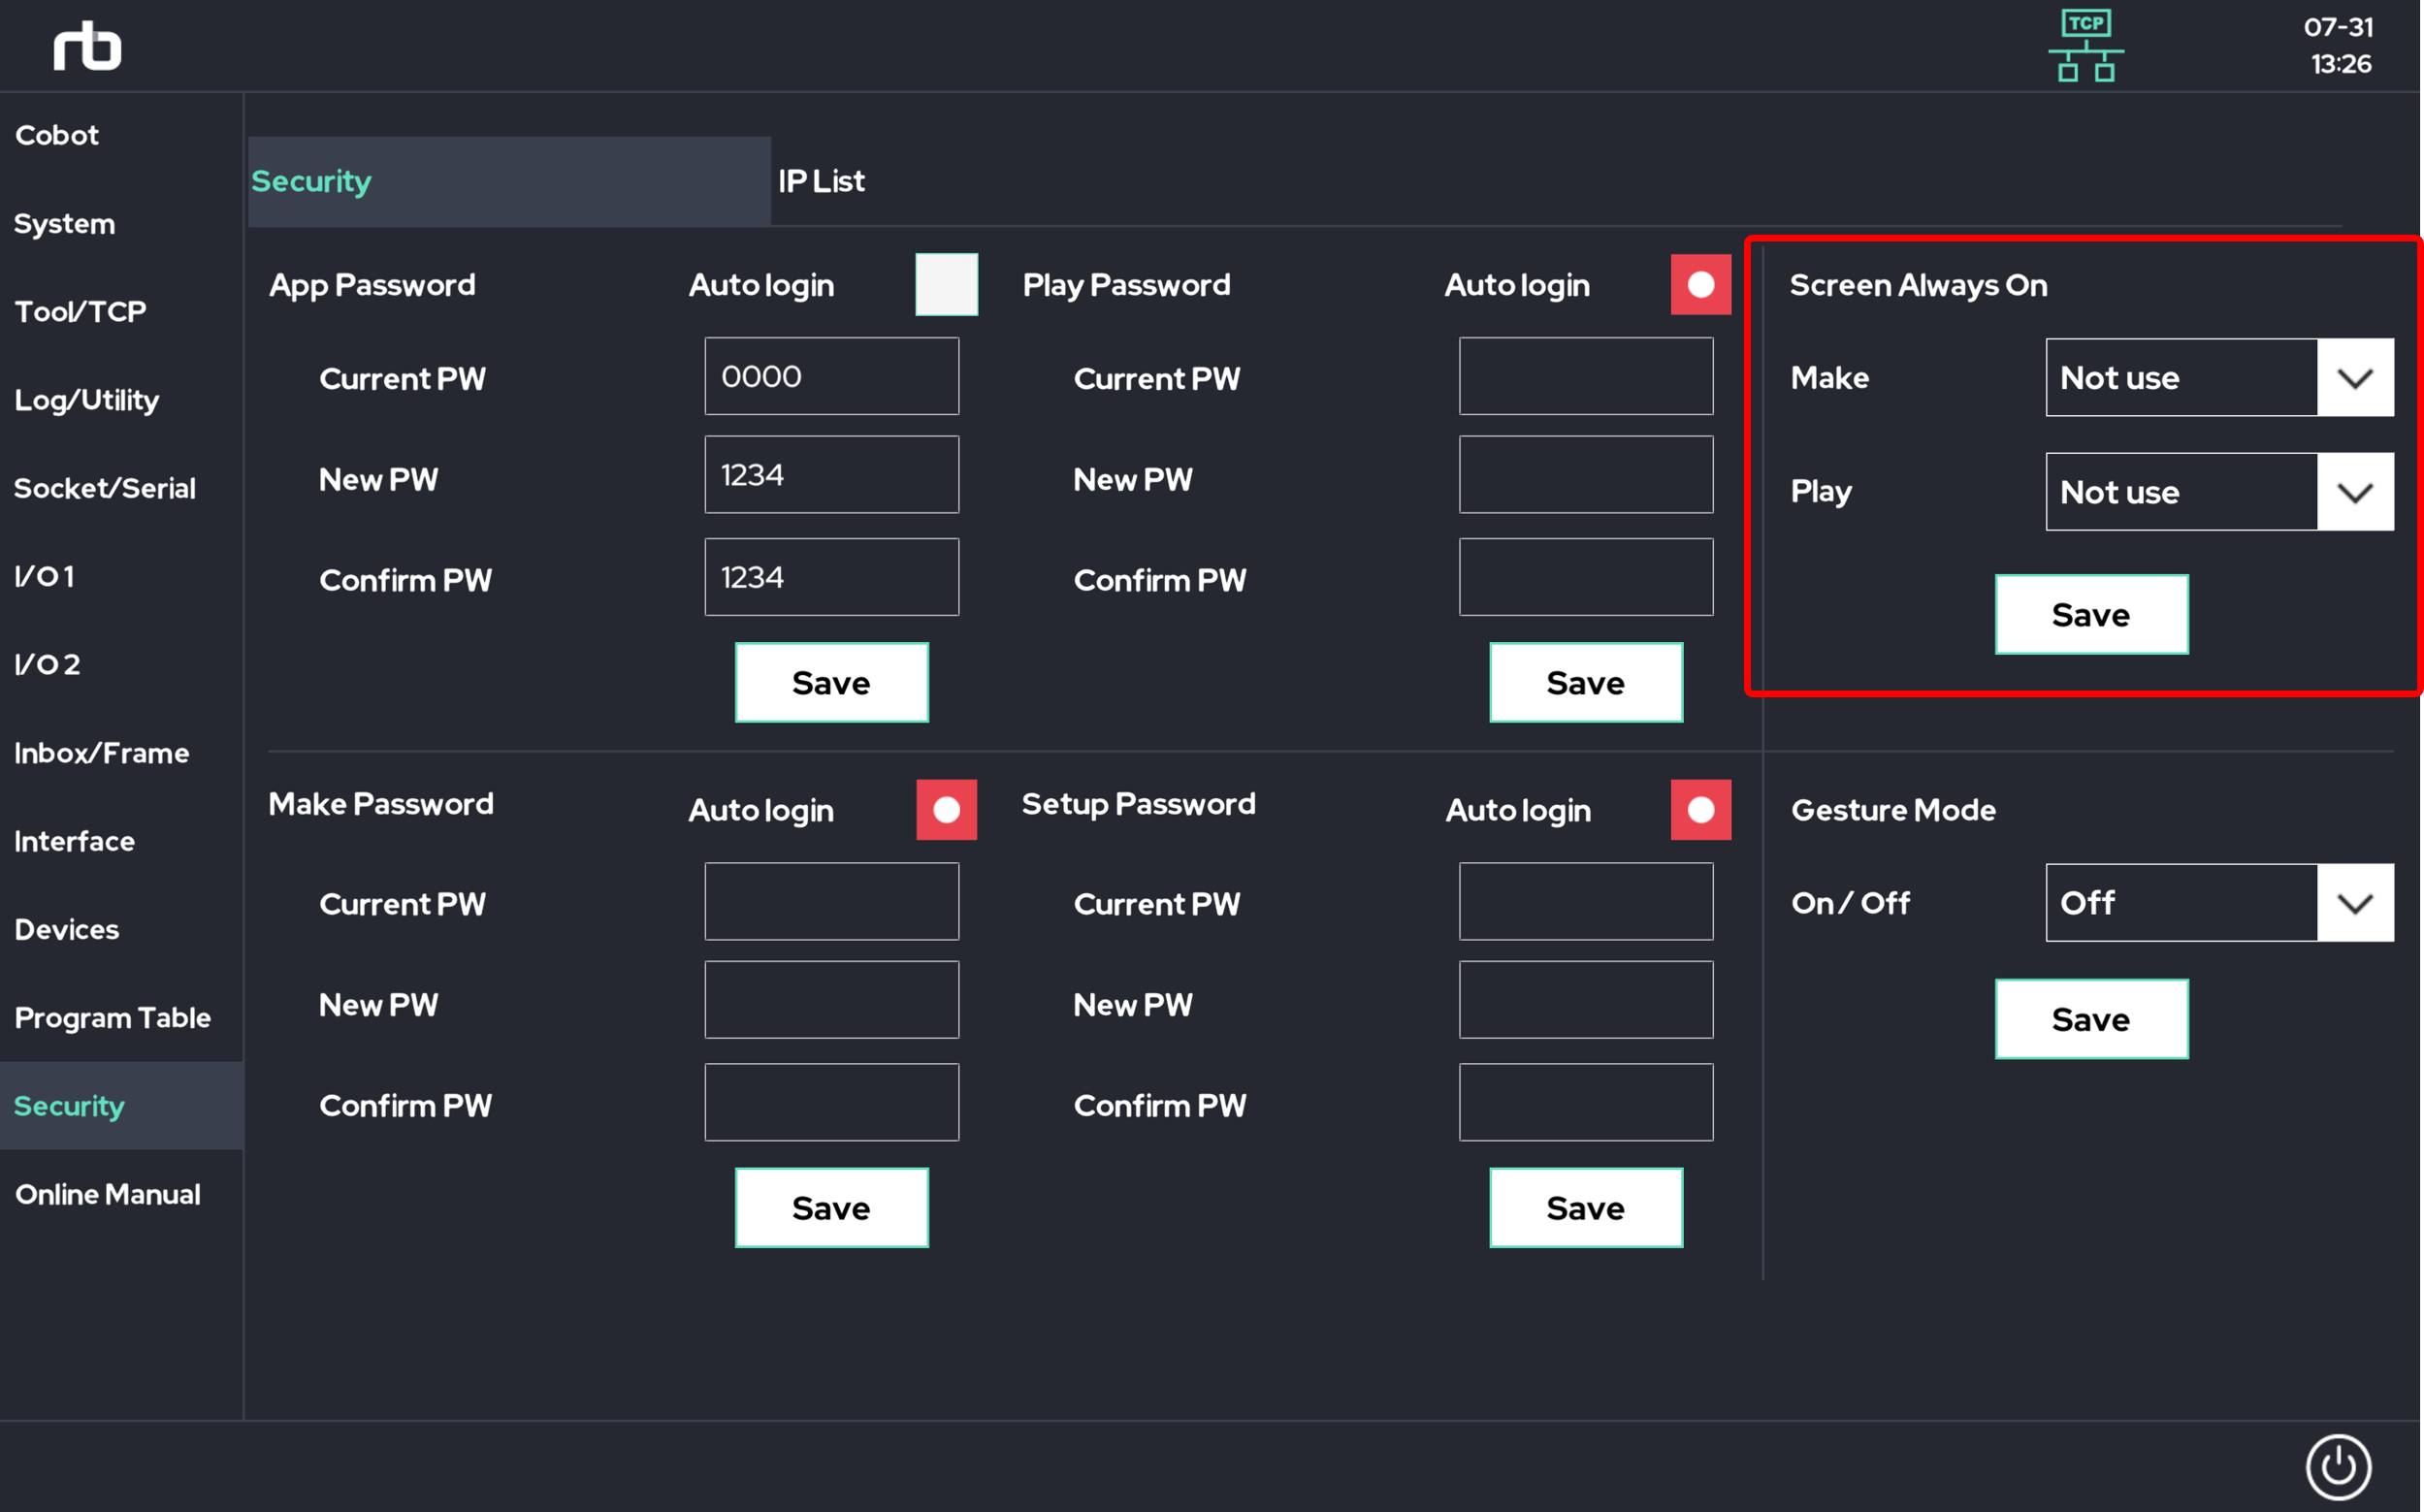 rb
TCP
07-31
13:26
Cobot
System
Tool/TCP
Log/Utility
Socket/Serial
I/O 1
I/O 2
Inbox/Frame
Interface
Devices
Program Table
Security
Online Manual
Security
IP List
App Password
Auto login
Current PW
0000
New PW
1234
Confirm PW
1234
Save
Play Password
Auto login
Current PW
New PW
Confirm PW
Save
Screen Always On
Make
Not use
Play
Not use
Save
Make Password
Auto login
Current PW
New PW
Confirm PW
Save
Setup Password
Auto login
Current PW
New PW
Confirm PW
Save
Gesture Mode
On / Off
Off
Save